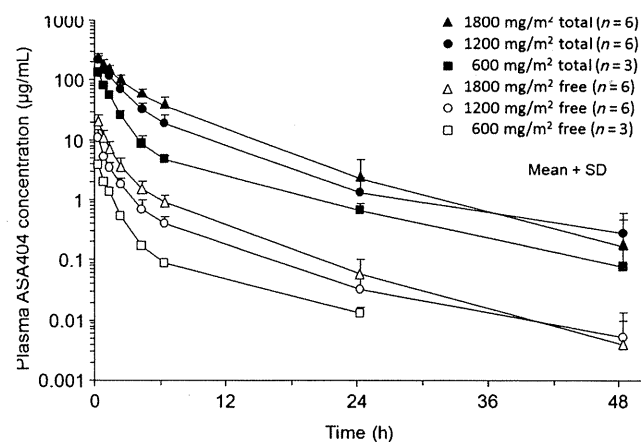 1800 mg/m² total (n = 6)
1200 mg/m² total (n = 6)
600 mg/m² total (n = 3)
1800 mg/m² free (n = 6)
1200 mg/m² free (n = 6)
600 mg/m² free (n = 3)
Mean + SD
Plasma ASA404 concentration (µg/mL)
1000
100
10
1
0.1
0.01
0.001
0 12 24 36 48
Time (h)